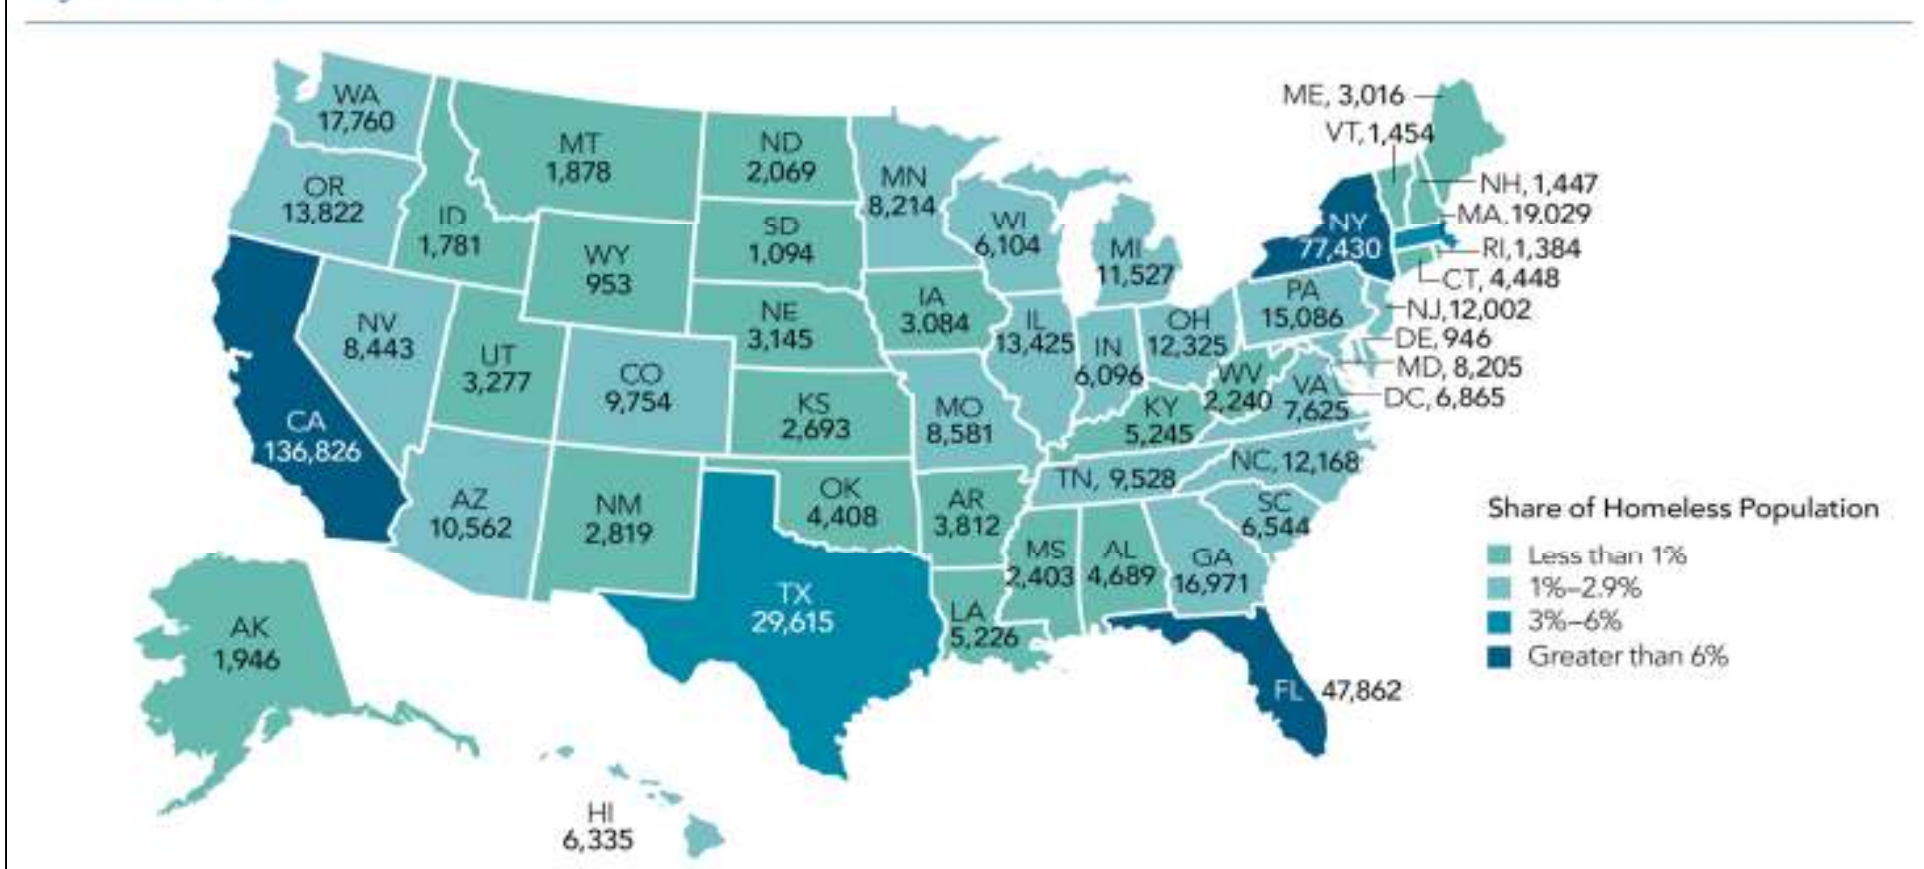 WA
17,760
OR
13,822
CA
136,826
ID
1,781
NV
8,443
MT
1,878
WY
953
UT
3,277
AZ
10,562
CO
9,754
NM
2,819
ND
2,069
SD
1,094
NE
3,145
KS
2,693
OK
4,408
TX
29,615
MN
8,214
IA
3.084
MO
8,581
AR
3,812
LA
5,226
WI
6,104
IL
13,425
MI
11,527
IN
6,096
OH
12,325
KY
5,245
TN, 9,528
MS
2,403
AL
4,689
GA
16,971
FL 47,862
SC
6,544
NC, 12,168
VA
7,625
WV
2,240
PA
15,086
NY
77,430
ME, 3,016
VT, 1,454
NH, 1,447
MA. 19,029
RI, 1,384
CT, 4,448
NJ, 12,002
DE, 946
MD, 8,205
DC, 6,865
AK
1,946
HI
6,335
Share of Homeless Population
Less than 1%
1%–2.9%
3%–6%
Greater than 6%